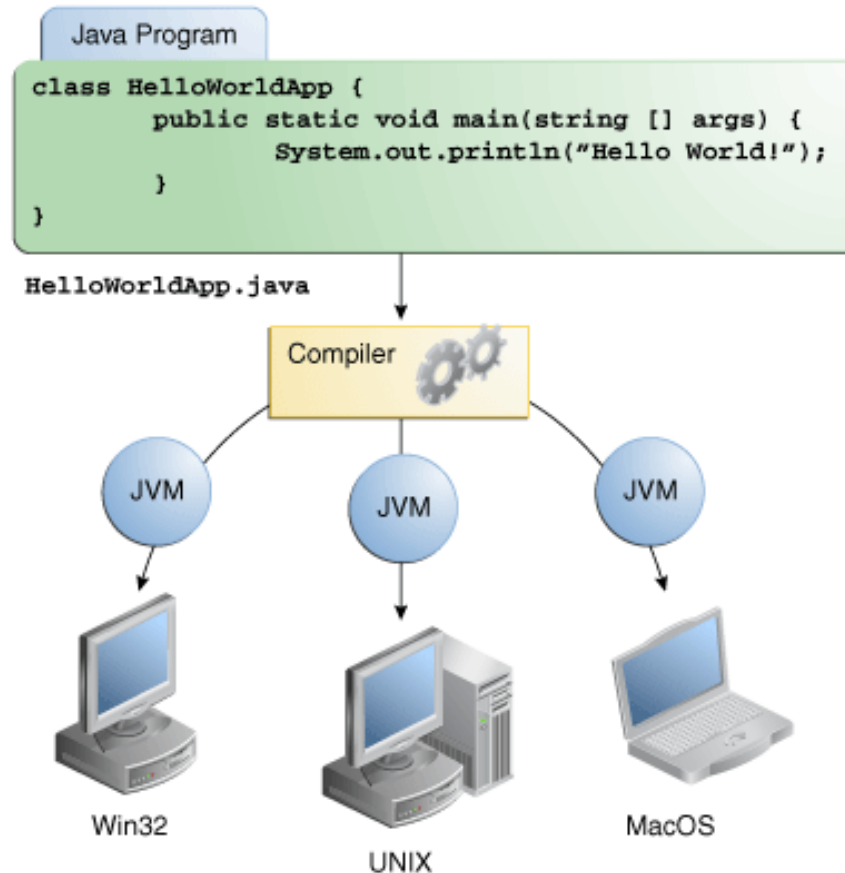 Java Program
class HelloWorldApp {
public static void main(string [] args) {
System.out.println(”Hello World!”);
}
}
HelloWorldApp.java
Compiler
JVM
JVM
JVM
Win32
UNIX
MacOS